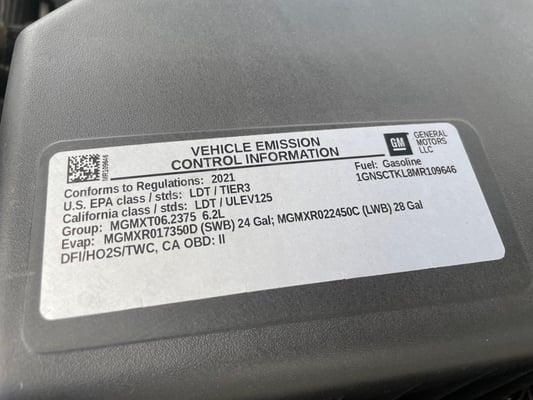 VEHICLE EMISSION
CONTROL INFORMATION
GM
GENERAL
MOTORS
LLC
Conforms to Regulations: 2021
Fuel: Gasoline
U.S. EPA class / stds: LDT / TIER3
1GNSCTKL8MR109646
California class / stds: LDT / ULEV125
Group: MGMXT06.2375 6.2L
Evap: MGMXR017350D (SWB) 24 Gal; MGMXR022450C (LWB) 28 Gal
DFI/HO2S/TWC, CA OBD: II